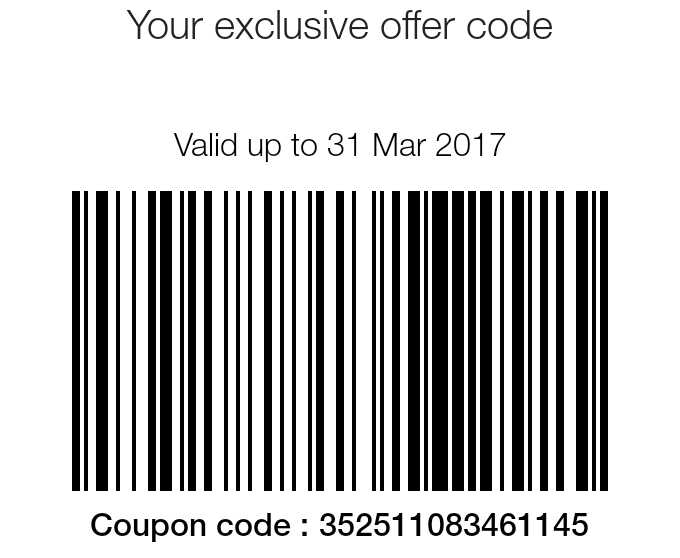 Your exclusive offer code
Valid up to 31 Mar 2017
Coupon code : 352511083461145